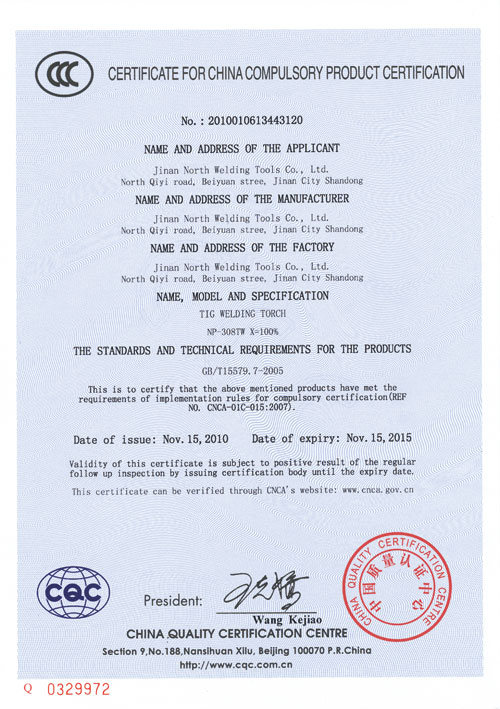 CCC
CERTIFICATE FOR CHINA COMPULSORY PRODUCT CERTIFICATION
No. : 2010010613443120
NAME AND ADDRESS OF THE APPLICANT
Jinan North Welding Tools Co., Ltd.
North Qiyi road, Beiyuan stree, Jinan City Shandong
NAME AND ADDRESS OF THE MANUFACTURER
Jinan North Welding Tools Co., Ltd.
North Qiyi road, Beiyuan stree, Jinan City Shandong
NAME AND ADDRESS OF THE FACTORY
Jinan North Welding Tools Co., Ltd.
North Qiyi road, Beiyuan stree, Jinan City Shandong
NAME, MODEL AND SPECIFICATION
TIG WELDING TORCH
NP-308TW X=100%
THE STANDARDS AND TECHNICAL REQUIREMENTS FOR THE PRODUCTS
GB/T15579.7-2005
This is to certify that the above mentioned products have met the
requirements of implementation rules for compulsory certification(REF
NO. CNCA-01C-015:2007).
Date of issue: Nov. 15, 2010 Date of expiry: Nov. 15, 2015
Validity of this certificate is subject to positive result of the regular
follow up inspection by issuing certification body until the expiry date.
This certificate can be verified through CNCA's website: www.cnca.gov.cn
CHINA QUALITY CERTIFICATION CENTRE
中国质量认证中心
CQC
President:
Wang Kejiao
CHINA QUALITY CERTIFICATION CENTRE
Section 9,No.188,Nansihuan Xilu, Beijing 100070 P.R.China
http://www.cqc.com.cn
Q 0329972